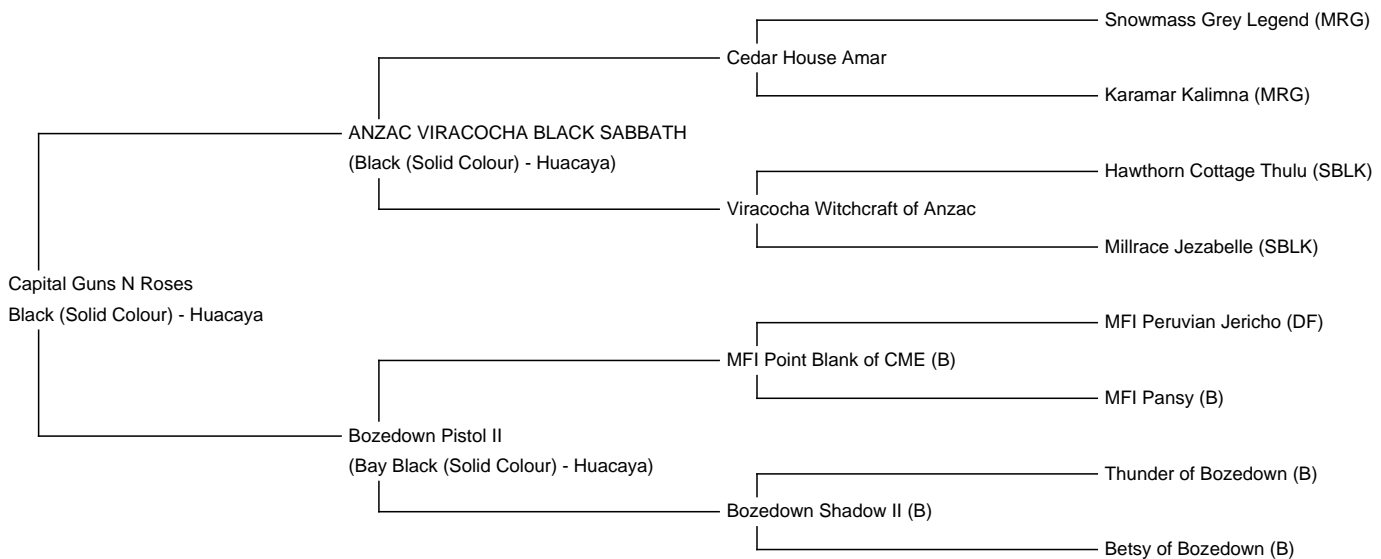 Snowmass Grey Legend (MRG)
Cedar House Amar
Karamar Kalimna (MRG)
ANZAC VIRACOCHA BLACK SABBATH
(Black (Solid Colour) - Huacaya)
Hawthorn Cottage Thulu (SBLK)
Viracocha Witchcraft of Anzac
Millrace Jezabelle (SBLK)
Capital Guns N Roses
Black (Solid Colour) - Huacaya
MFI Peruvian Jericho (DF)
MFI Point Blank of CME (B)
MFI Pansy (B)
Bozedown Pistol II
(Bay Black (Solid Colour) - Huacaya)
Thunder of Bozedown (B)
Bozedown Shadow II (B)
Betsy of Bozedown (B)